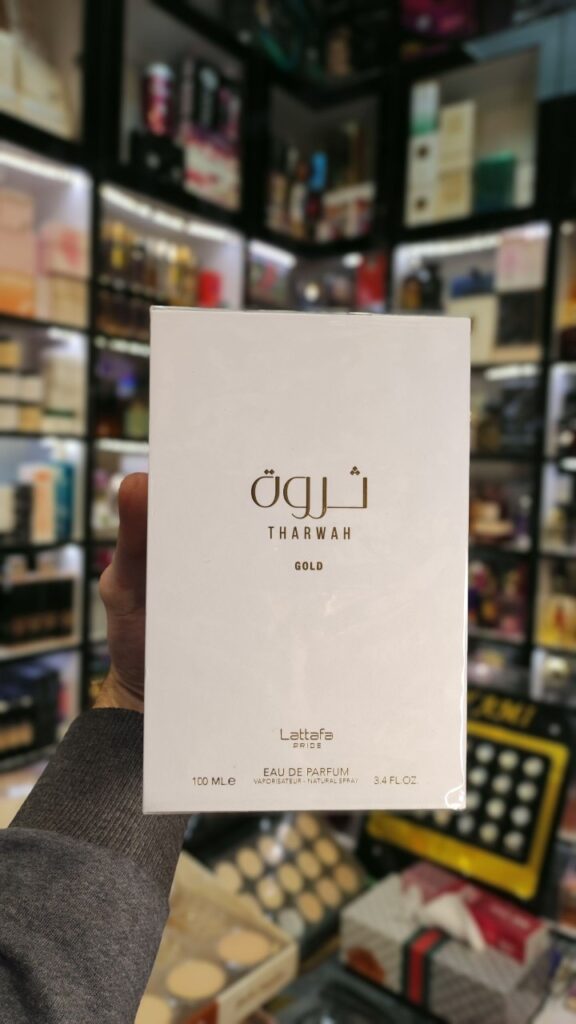 ثروة
THARWAH
GOLD
Lattafa
PRIDE
100 ML.e EAU DE PARFUM 3.4 FL.OZ.
VAPORISATEUR - NATURAL SPRAY